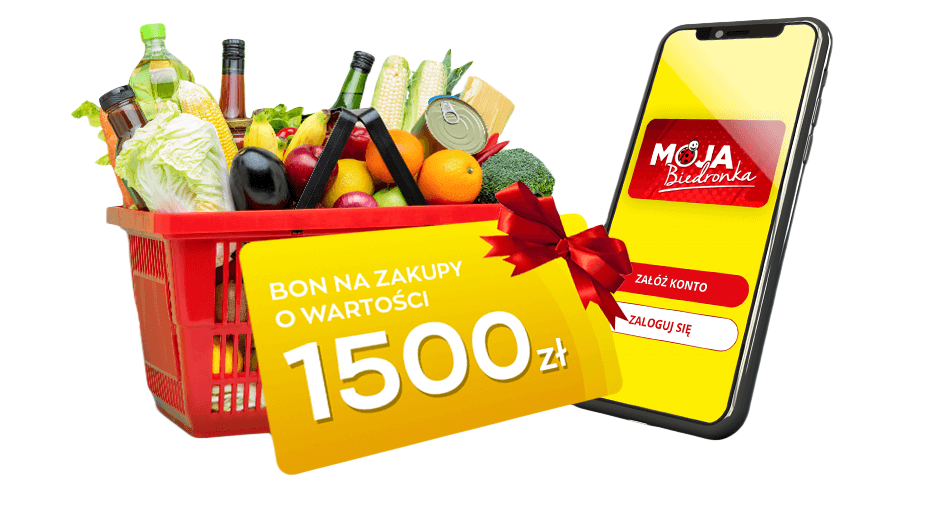 BON NA ZAKUPY
O WARTOŚCI
1500 zł
MOJA
Biedronka
ZAŁÓŻ KONTO
ZALOGUJ SIĘ